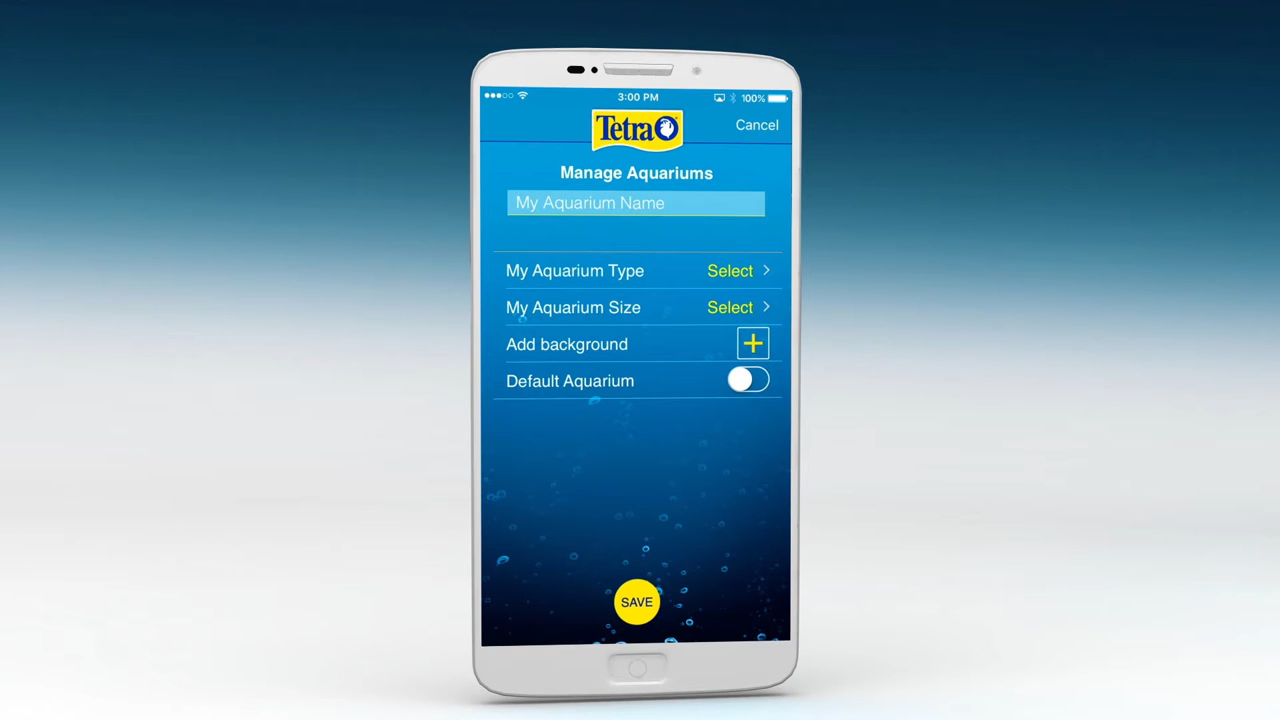 3:00 PM
100%
Tetra
Cancel
Manage Aquariums
My Aquarium Name
My Aquarium Type Select
My Aquarium Size Select
Add background
Default Aquarium
SAVE